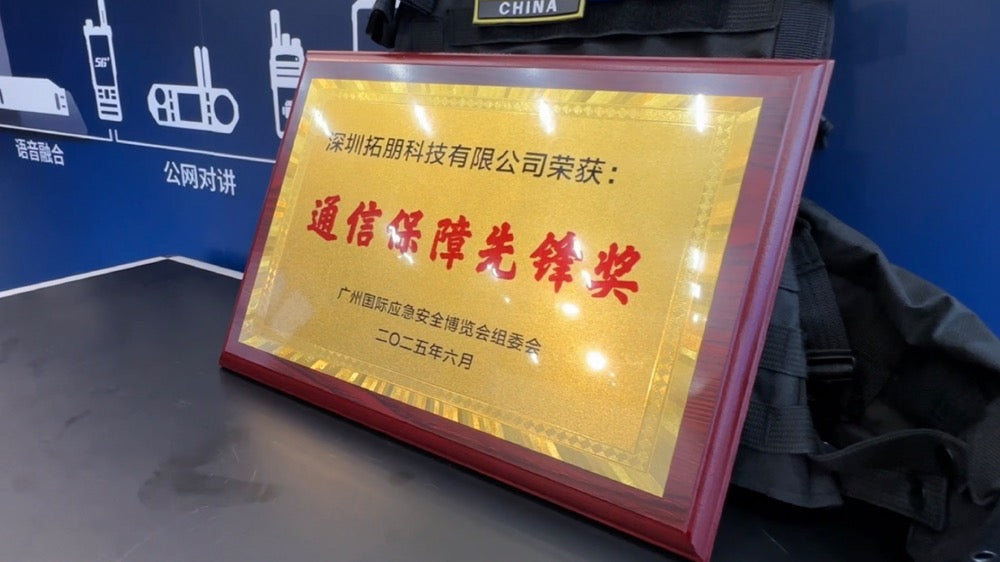 CHINA
5G+
语音融合
公网对讲
深圳拓朋科技有限公司荣获：
通信保障先锋奖
广州国际应急安全博览会组委会
二〇二五年六月